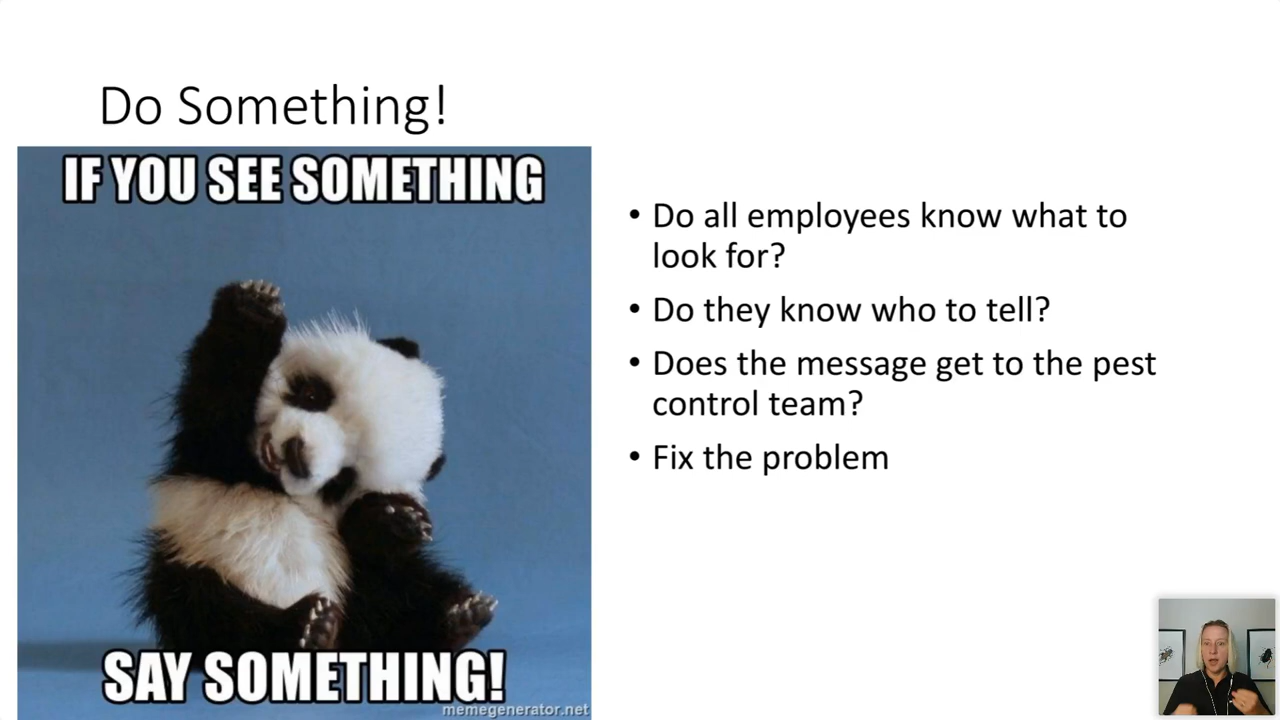 Do Something!
IF YOU SEE SOMETHING
SAY SOMETHING!
memegenerator.net
• Do all employees know what to
look for?
• Do they know who to tell?
• Does the message get to the pest
control team?
• Fix the problem